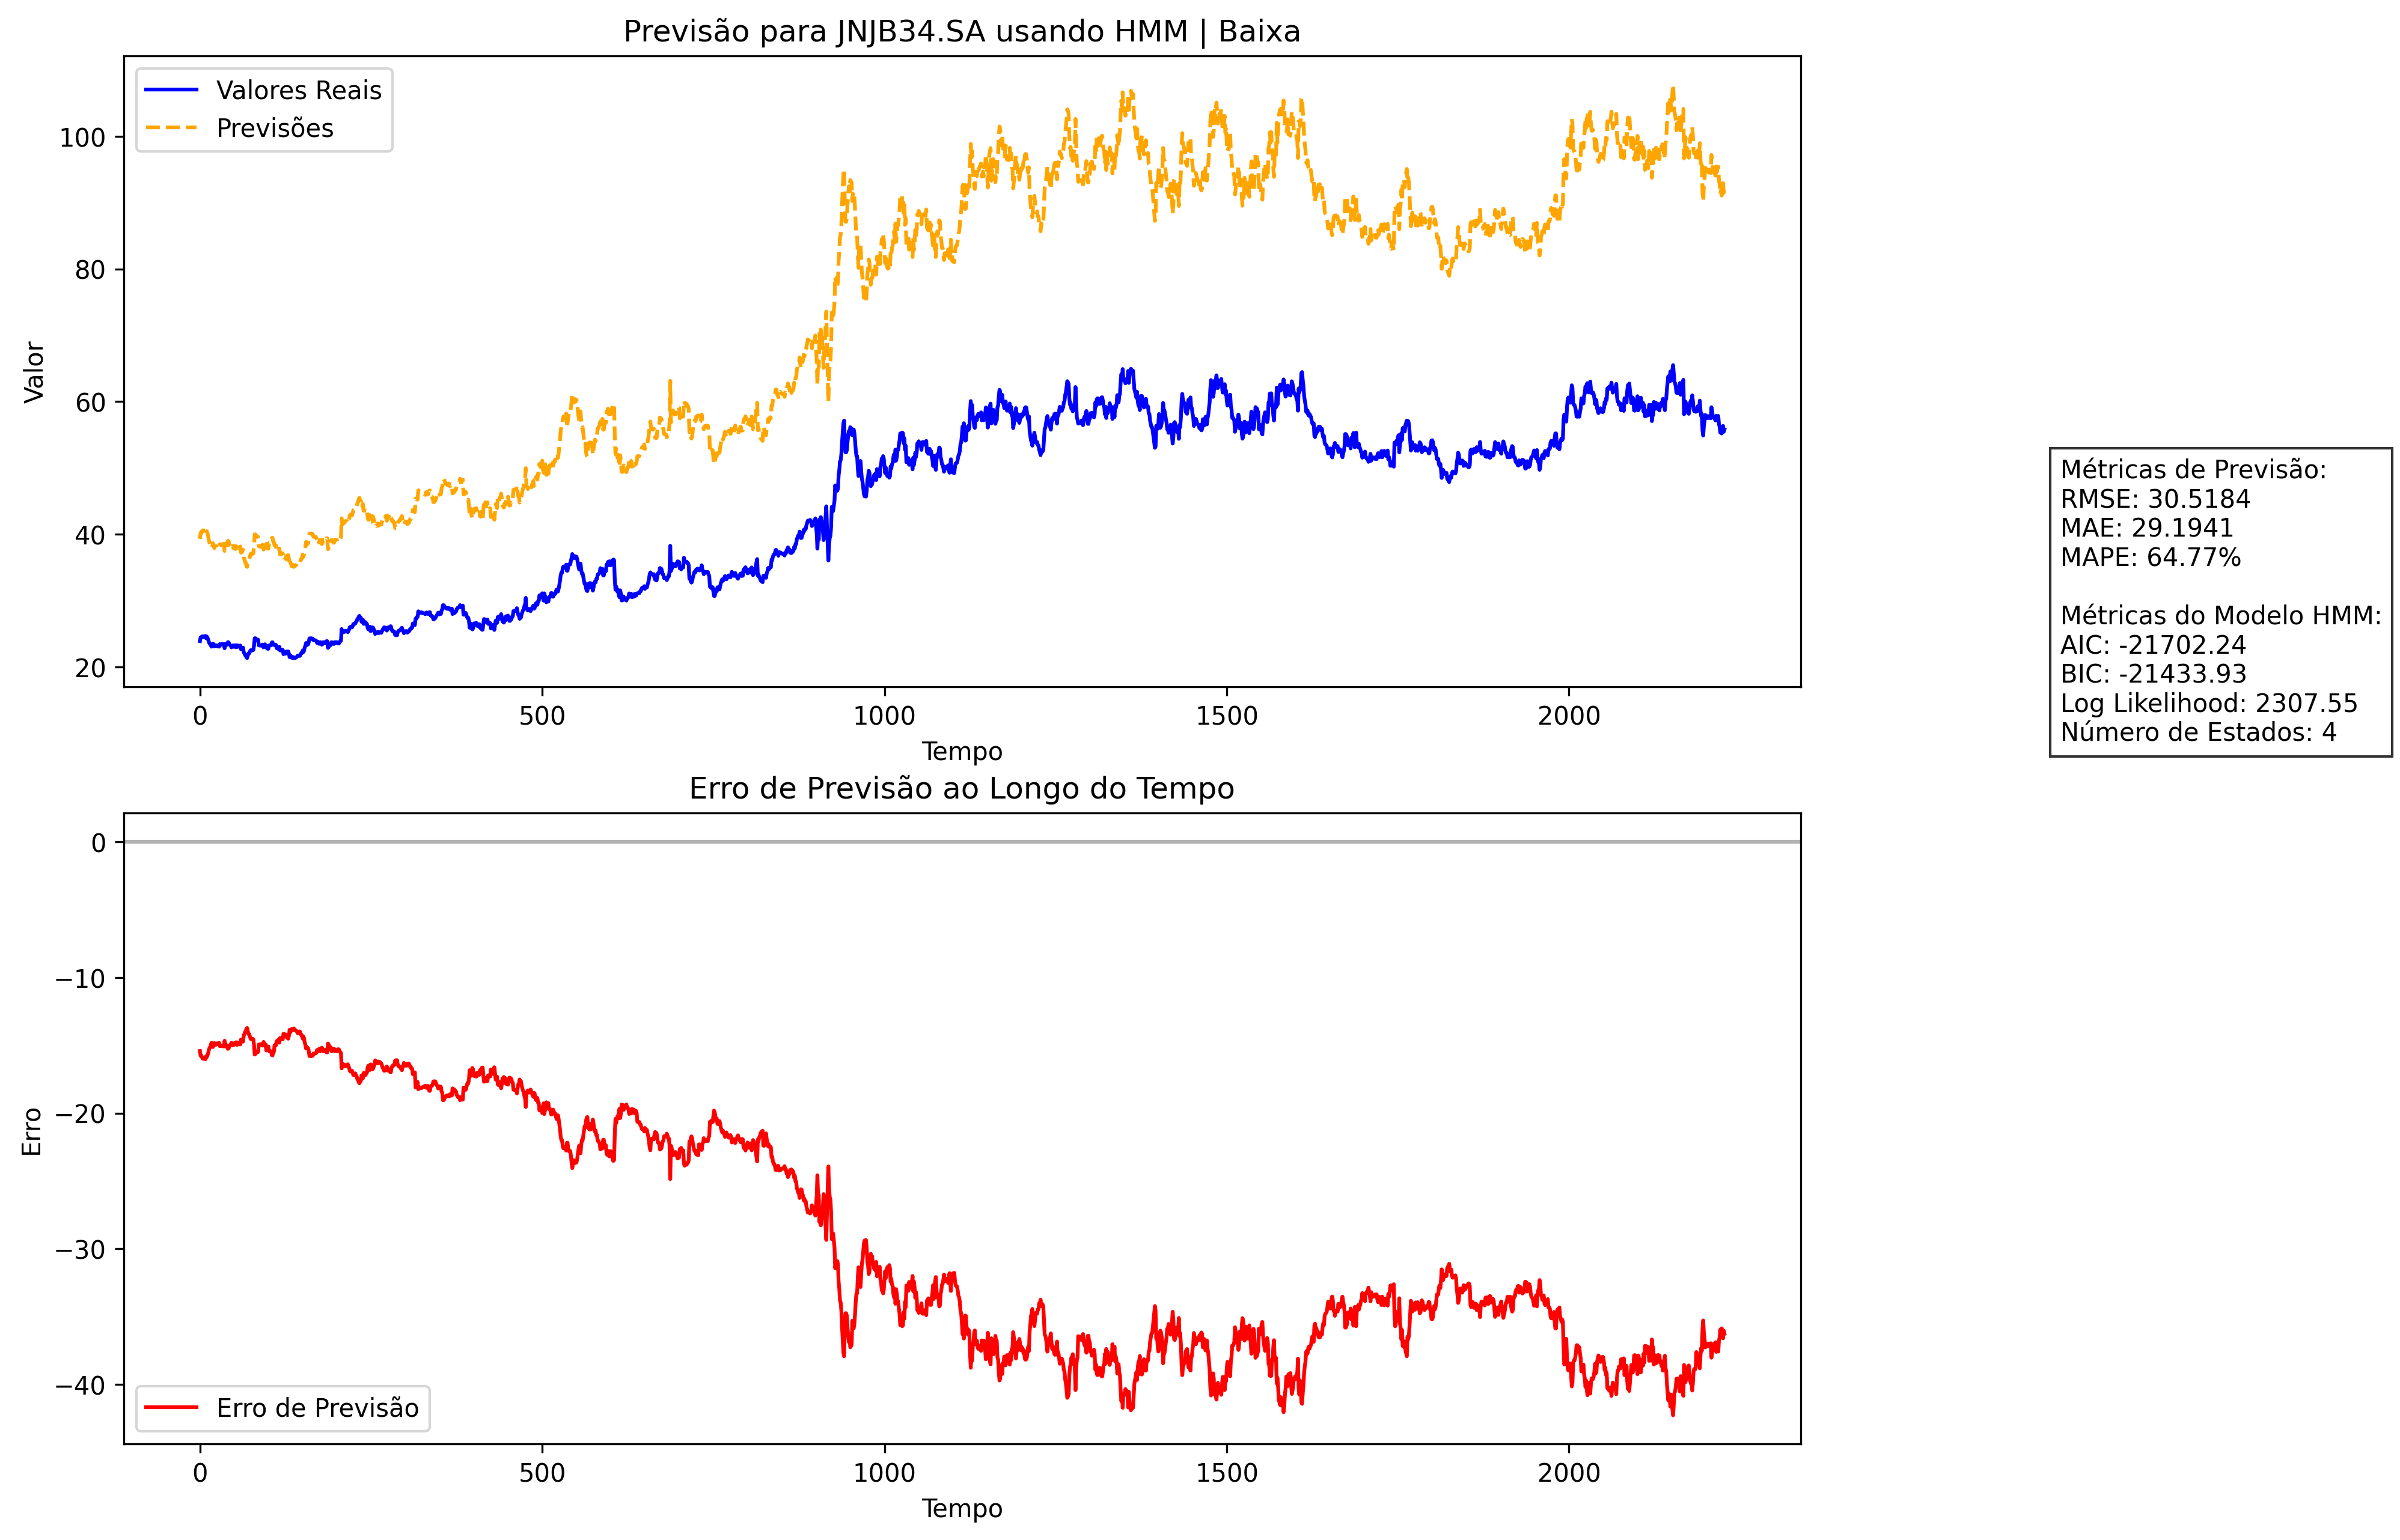 Previsão para JNJB34.SA usando HMM | Baixa
Valores Reais
Previsões
Valor
100
80
60
40
20
0
500
1000
1500
2000
Tempo
Métricas de Previsão:
RMSE: 30.5184
MAE: 29.1941
MAPE: 64.77%
Métricas do Modelo HMM:
AIC: -21702.24
BIC: -21433.93
Log Likelihood: 2307.55
Número de Estados: 4
Erro de Previsão ao Longo do Tempo
Erro
0
−10
−20
−30
−40
Erro de Previsão
0
500
1000
1500
2000
Tempo